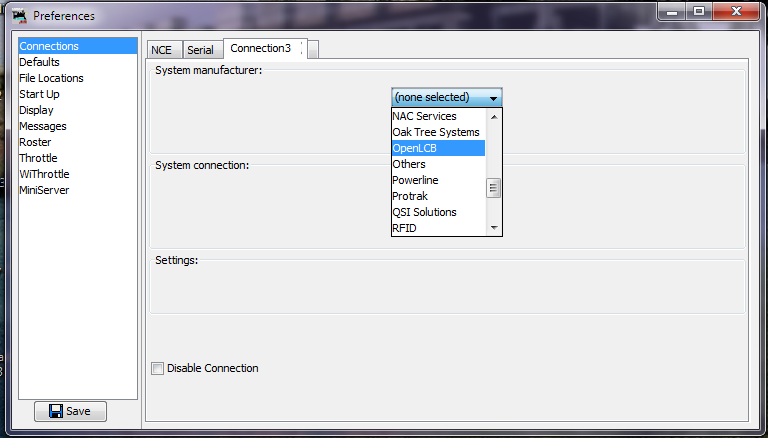 Preferences
Connections
Defaults
File Locations
Start Up
Display
Messages
Roster
Throttle
WiThrottle
MiniServer
Save
NCE Serial Connection3
System manufacturer:
(none selected)
NAC Services
Oak Tree Systems
OpenLCB
Others
Powerline
Protrak
QSI Solutions
RFID
System connection:
Settings:
Disable Connection